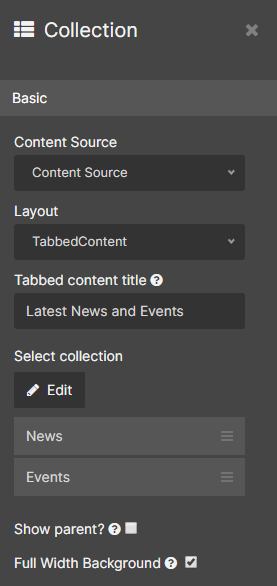 Collection
Basic
Content Source
Content Source
Layout
TabbedContent
Tabbed content title ?
Latest News and Events
Select collection
Edit
News
Events
Show parent? ?
Full Width Background ?